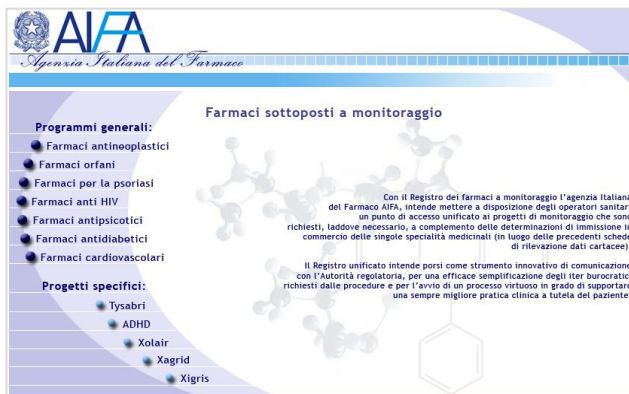 AIFA
Agenzia Italiana del Farmaco
Farmaci sottoposti a monitoraggio
Programmi generali:
Farmaci antineoplastici
Farmaci orfani
Farmaci per la psoriasi
Farmaci anti HIV
Farmaci antipsicotici
Farmaci antidiabetici
Farmaci cardiovascolari
Progetti specifici:
Tysabri
ADHD
Xolair
Xagrid
Xigris
Con il Registro dei farmaci a monitoraggio l'agenzia Italiana
del Farmaco AIFA, intende mettere a disposizione degli operatori sanitar
un punto di accesso unificato ai progetti di monitoraggio che sono
richiesti, laddove necessario, a complemento delle determinazioni di immissione in
commercio delle singole specialità medicinali (in luogo delle precedenti schede
di rilevazione dati cartacee)
Il Registro unificato intende porsi come strumento innovativo di comunicazione
con l'Autorità regolatoria, per una efficace semplificazione degli iter burocratic
richiesti dalle procedure e per l'avvio di un processo virtuoso in grado di supportare
una sempre migliore pratica clinica a tutela del paziente